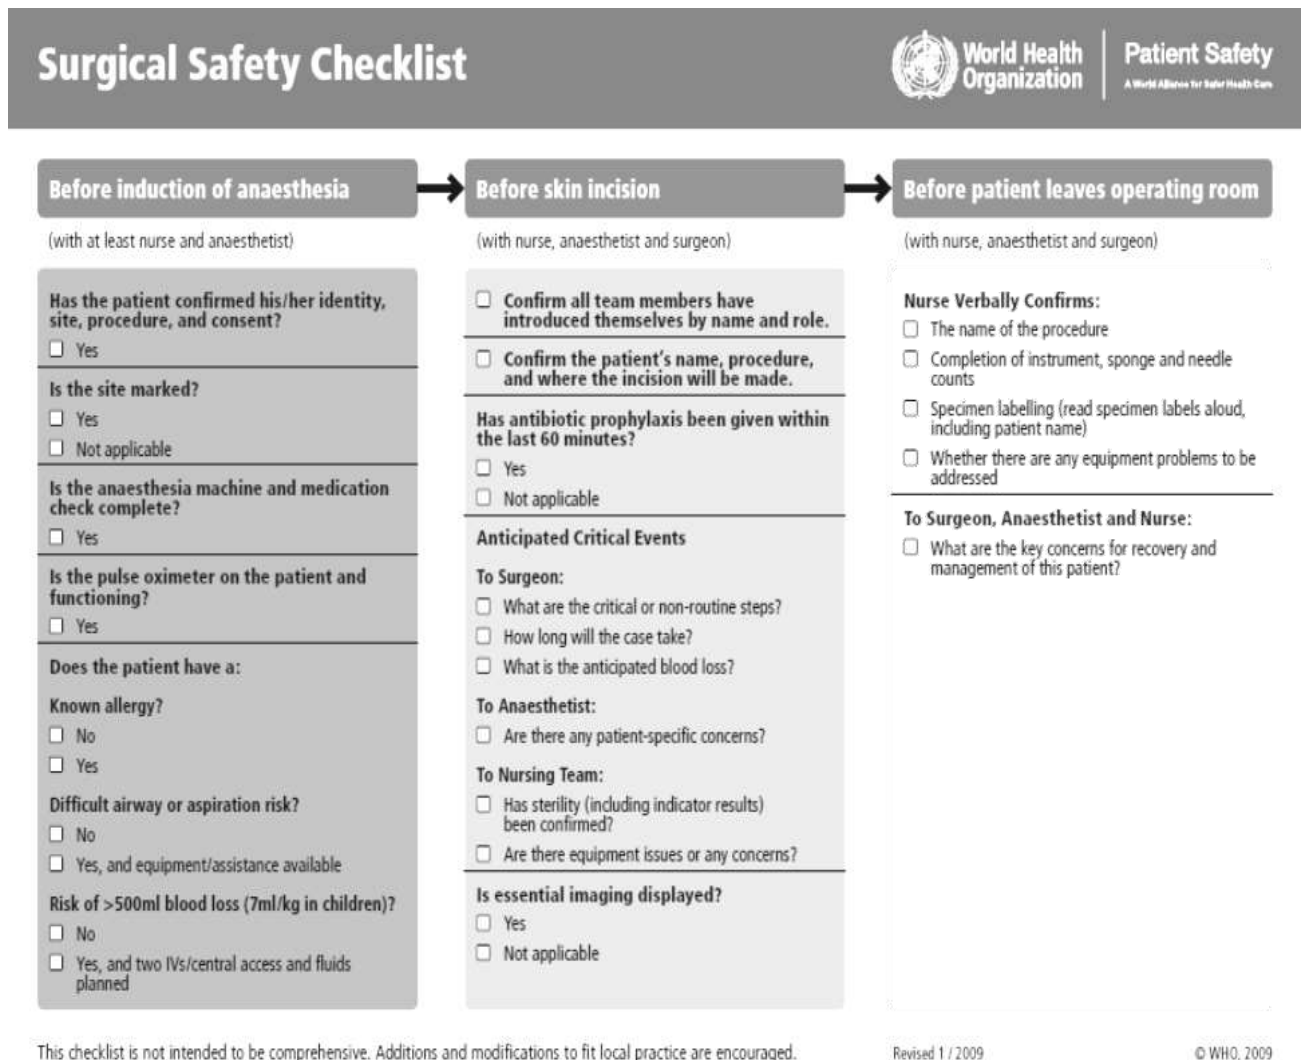 Surgical Safety Checklist
World Health
Organization
Patient Safety
A World Alliance for Safer Health Care
Before induction of anaesthesia
(with at least nurse and anaesthetist)
Has the patient confirmed his/her identity,
site, procedure, and consent?
Yes
Is the site marked?
Yes
Not applicable
Is the anaesthesia machine and medication
check complete?
Yes
Is the pulse oximeter on the patient and
functioning?
Yes
Does the patient have a:
Known allergy?
No
Yes
Difficult airway or aspiration risk?
No
Yes, and equipment/assistance available
Risk of >500ml blood loss (7ml/kg in children)?
No
Yes, and two IVs/central access and fluids
planned
Before skin incision
(with nurse, anaesthetist and surgeon)
Confirm all team members have
introduced themselves by name and role.
Confirm the patient's name, procedure,
and where the incision will be made.
Has antibiotic prophylaxis been given within
the last 60 minutes?
Yes
Not applicable
Anticipated Critical Events
To Surgeon:
What are the critical or non-routine steps?
How long will the case take?
What is the anticipated blood loss?
To Anaesthetist:
Are there any patient-specific concerns?
To Nursing Team:
Has sterility (including indicator results)
been confirmed?
Are there equipment issues or any concerns?
Is essential imaging displayed?
Yes
Not applicable
Before patient leaves operating room
(with nurse, anaesthetist and surgeon)
Nurse Verbally Confirms:
The name of the procedure
Completion of instrument, sponge and needle
counts
Specimen labelling (read specimen labels aloud,
including patient name)
Whether there are any equipment problems to be
addressed
To Surgeon, Anaesthetist and Nurse:
What are the key concerns for recovery and
management of this patient?
This checklist is not intended to be comprehensive. Additions and modifications to fit local practice are encouraged.
Revised 1 / 2009
© WHO, 2009